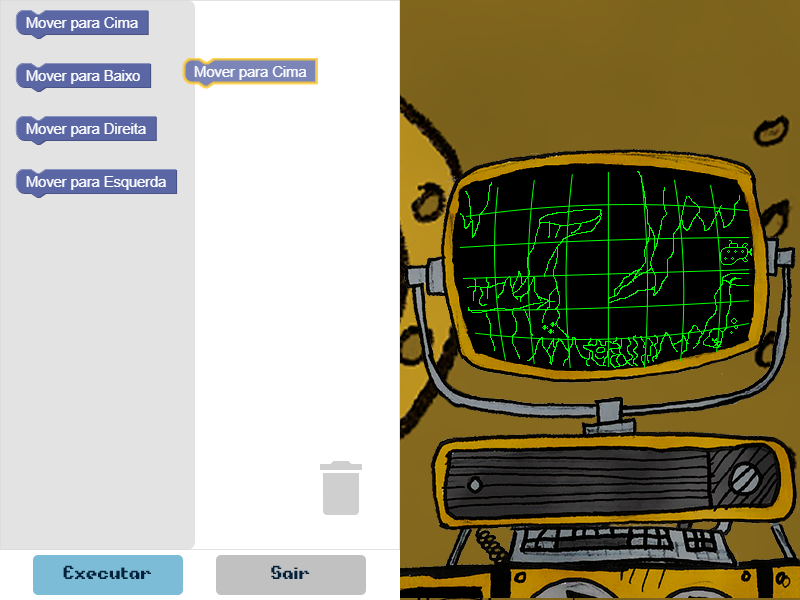 Mover para Cima
Mover para Baixo
Mover para Cima
Mover para Direita
Mover para Esquerda
Executar
Sair